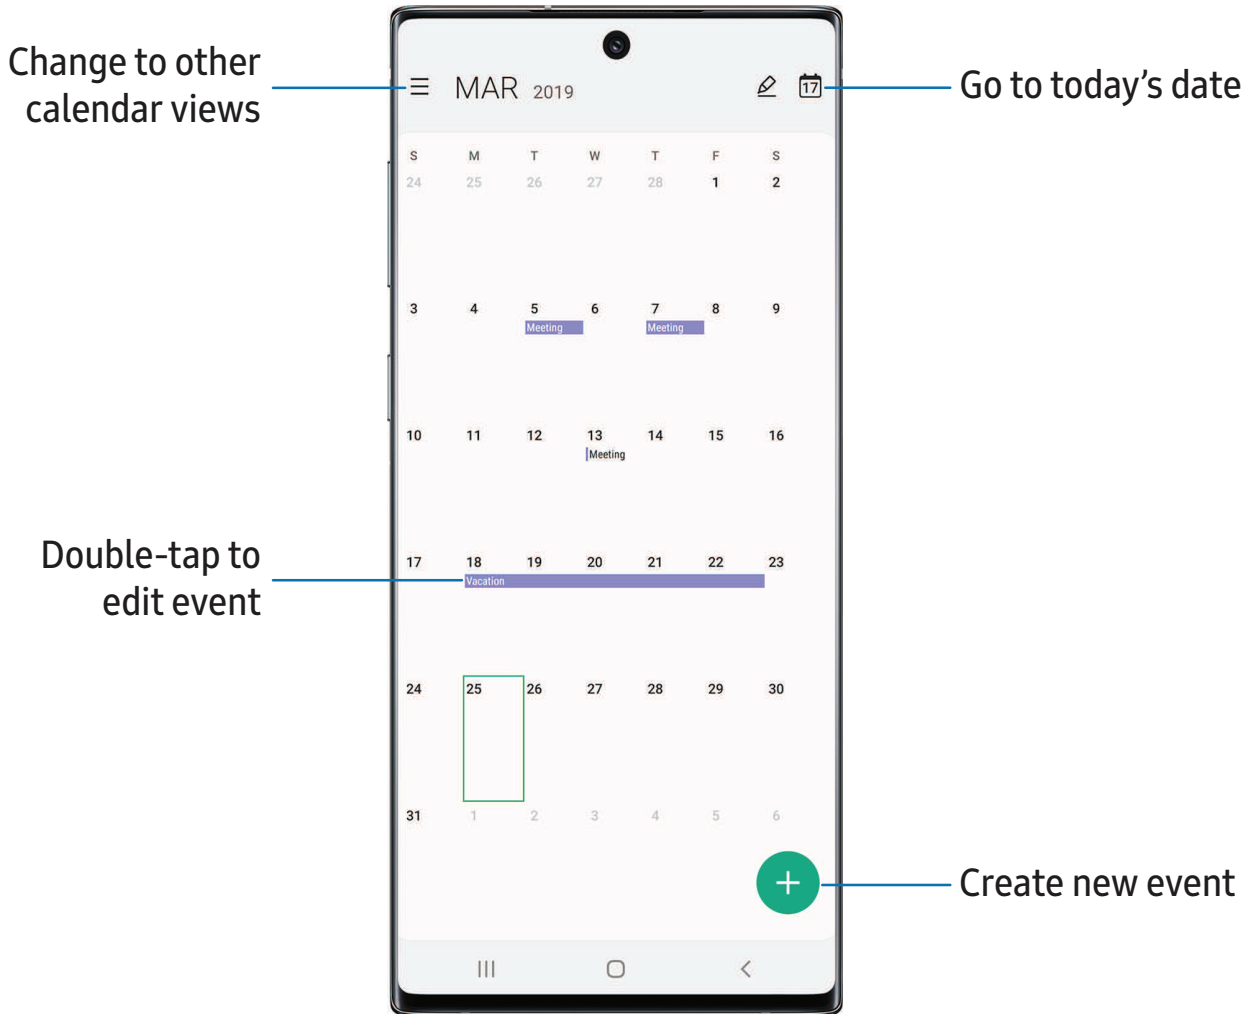 Change to other
calendar views
MAR 2019
17
Go to today's date
S M T W T F S
24 25 26 27 28 1 2
3 4 5 6 7 8 9
Meeting Meeting
10 11 12 13 14 15 16
Meeting
Double-tap to
edit event
17 18 19 20 21 22 23
Vacation
24 25 26 27 28 29 30
31 1 2 3 4 5 6
Create new event